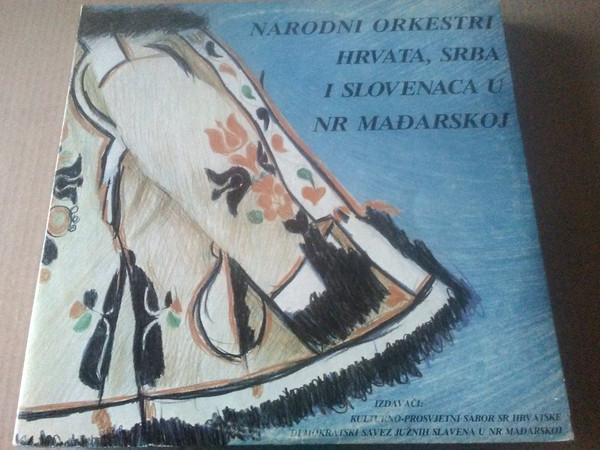 NARODNI ORKESTRI
HRVATA, SRBA
I SLOVENACA U
NR MAĐARSKOJ
IZDAVAČI:
KULTURNO-PROSVJETNI SABOR SR HRVATSKE
DEMOKRATSKI SAVEZ JUŽNIH SLAVENA U NR MAĐARSKOJ